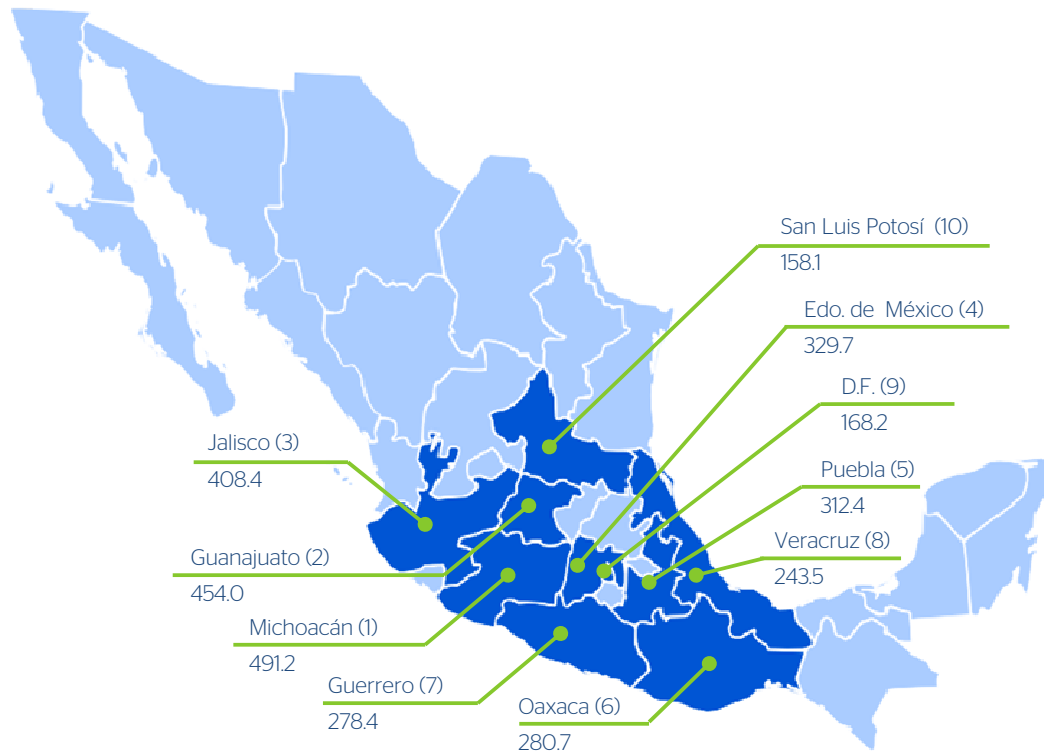 San Luis Potosí (10)
158.1
Edo. de México (4)
329.7
D.F. (9)
168.2
Jalisco (3)
408.4
Puebla (5)
312.4
Veracruz (8)
243.5
Guanajuato (2)
454.0
Michoacán (1)
491.2
Guerrero (7)
278.4
Oaxaca (6)
280.7